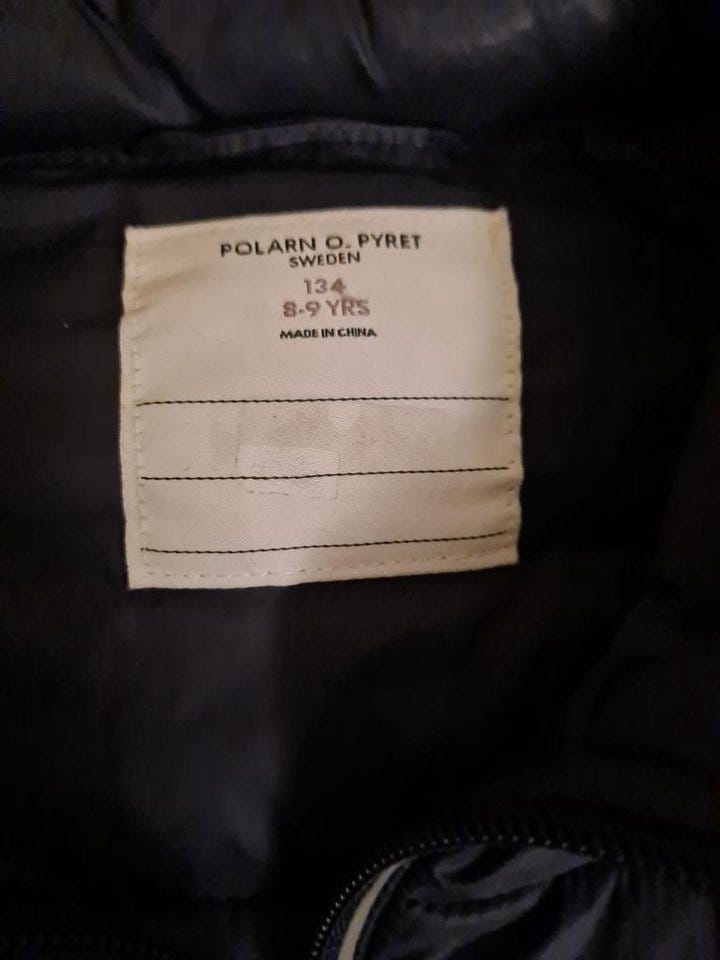 POLARN O. PYRET
SWEDEN
134
8-9 YRS
MADE IN CHINA